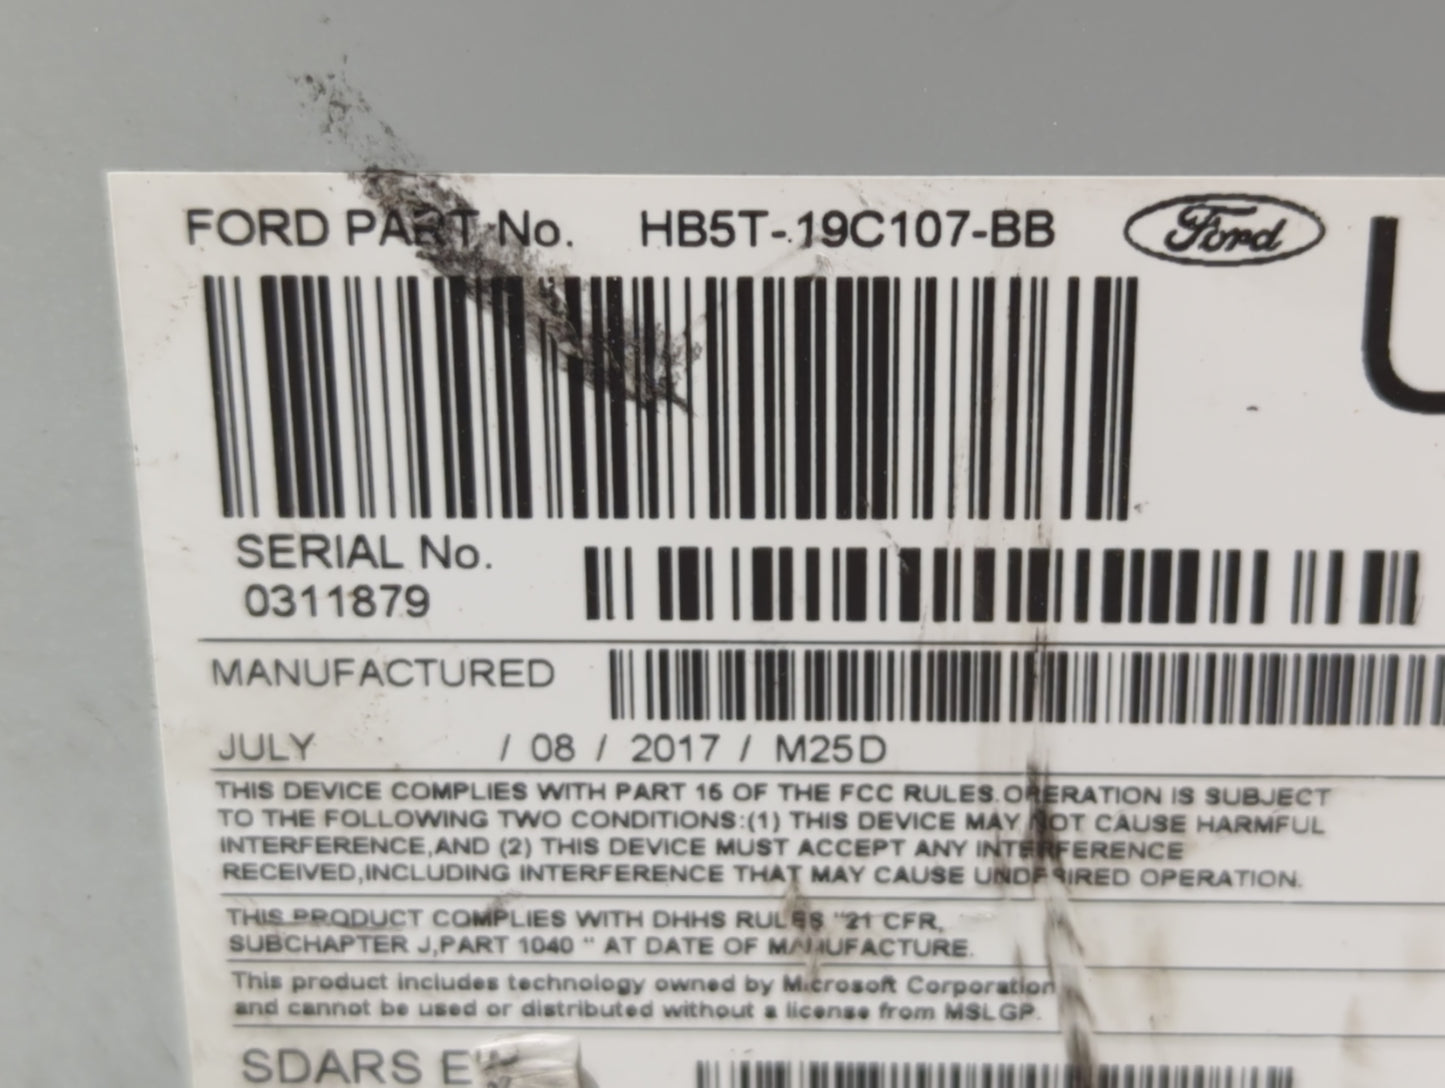 FORD PART No. HB5T-19C107-BB Ford
SERIAL No.
0311879
MANUFACTURED
JULY / 08 / 2017 / M25D
THIS DEVICE COMPLIES WITH PART 15 OF THE FCC RULES.OPERATION IS SUBJECT
TO THE FOLLOWING TWO CONDITIONS:(1) THIS DEVICE MAY NOT CAUSE HARMFUL
INTERFERENCE,AND (2) THIS DEVICE MUST ACCEPT ANY INTERFERENCE
RECEIVED,INCLUDING INTERFERENCE THAT MAY CAUSE UNDESIRED OPERATION.
THIS PRODUCT COMPLIES WITH DHHS RULES "21 CFR,
SUBCHAPTER J,PART 1040 " AT DATE OF MANUFACTURE.
This product includes technology owned by Microsoft Corporation
and cannot be used or distributed without a license from MSLGP.
SDARS